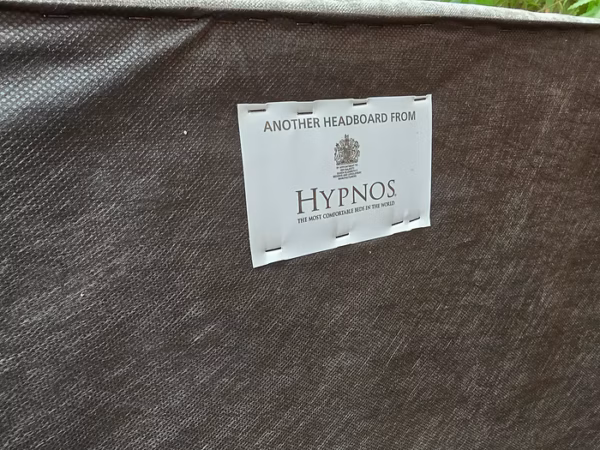 ANOTHER HEADBOARD FROM
HYPNOS
THE MOST COMFORTABLE BEDS IN THE WORLD